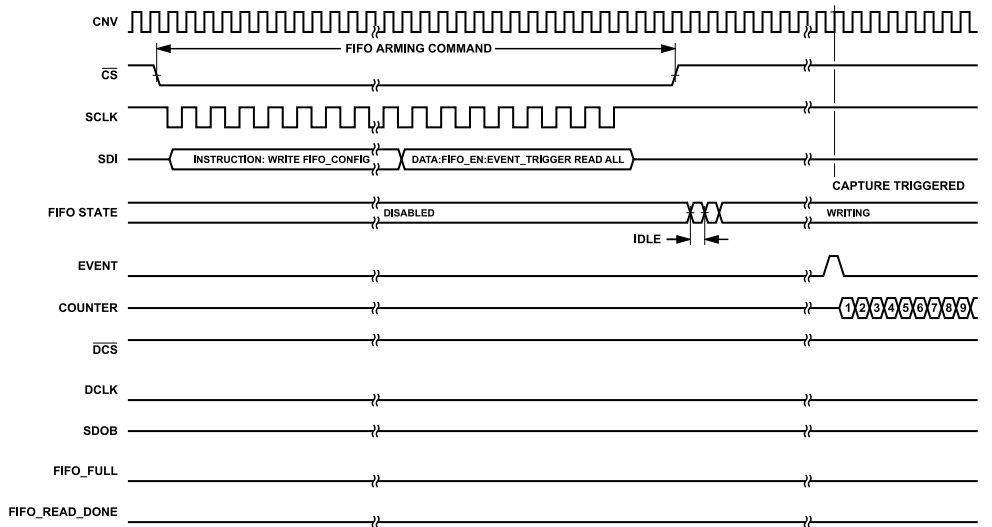 CNV
FIFO ARMING COMMAND
CS
SCLK
SDI
INSTRUCTION: WRITE FIFO_CONFIG
DATA:FIFO_EN:EVENT_TRIGGER READ ALL
CAPTURE TRIGGERED
FIFO STATE
DISABLED
WRITING
IDLE
EVENT
COUNTER
1 2 3 4 5 6 7 8 9
DCS
DCLK
SDOB
FIFO_FULL
FIFO_READ_DONE